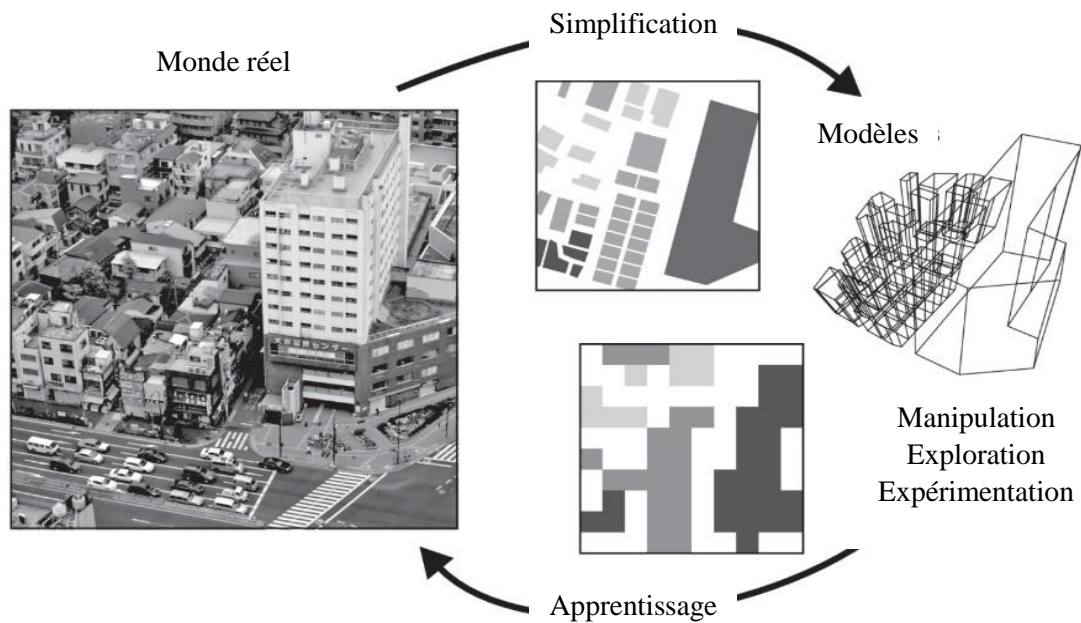 Simplification
Monde réel
Modèles
Manipulation
Exploration
Expérimentation
Apprentissage